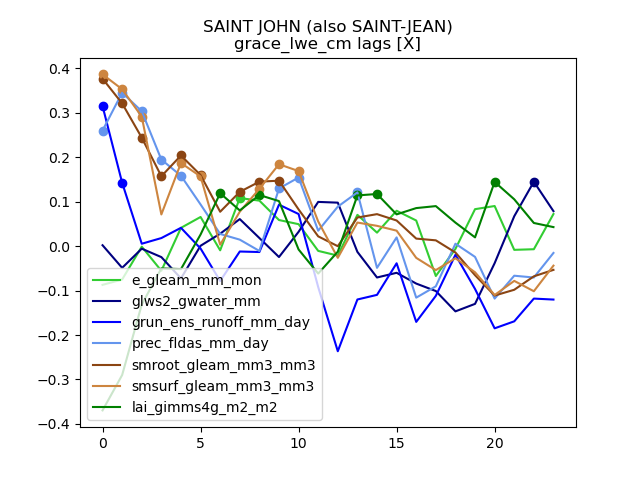 SAINT JOHN (also SAINT-JEAN)
grace_lwe_cm lags [X]
0.4
0.3
0.2
0.1
0.0
−0.1
−0.2
−0.3
−0.4
e_gleam_mm_mon
glws2_gwater_mm
grun_ens_runoff_mm_day
prec_fldas_mm_day
smroot_gleam_mm3_mm3
smsurf_gleam_mm3_mm3
lai_gimms4g_m2_m2
0 5 10 15 20